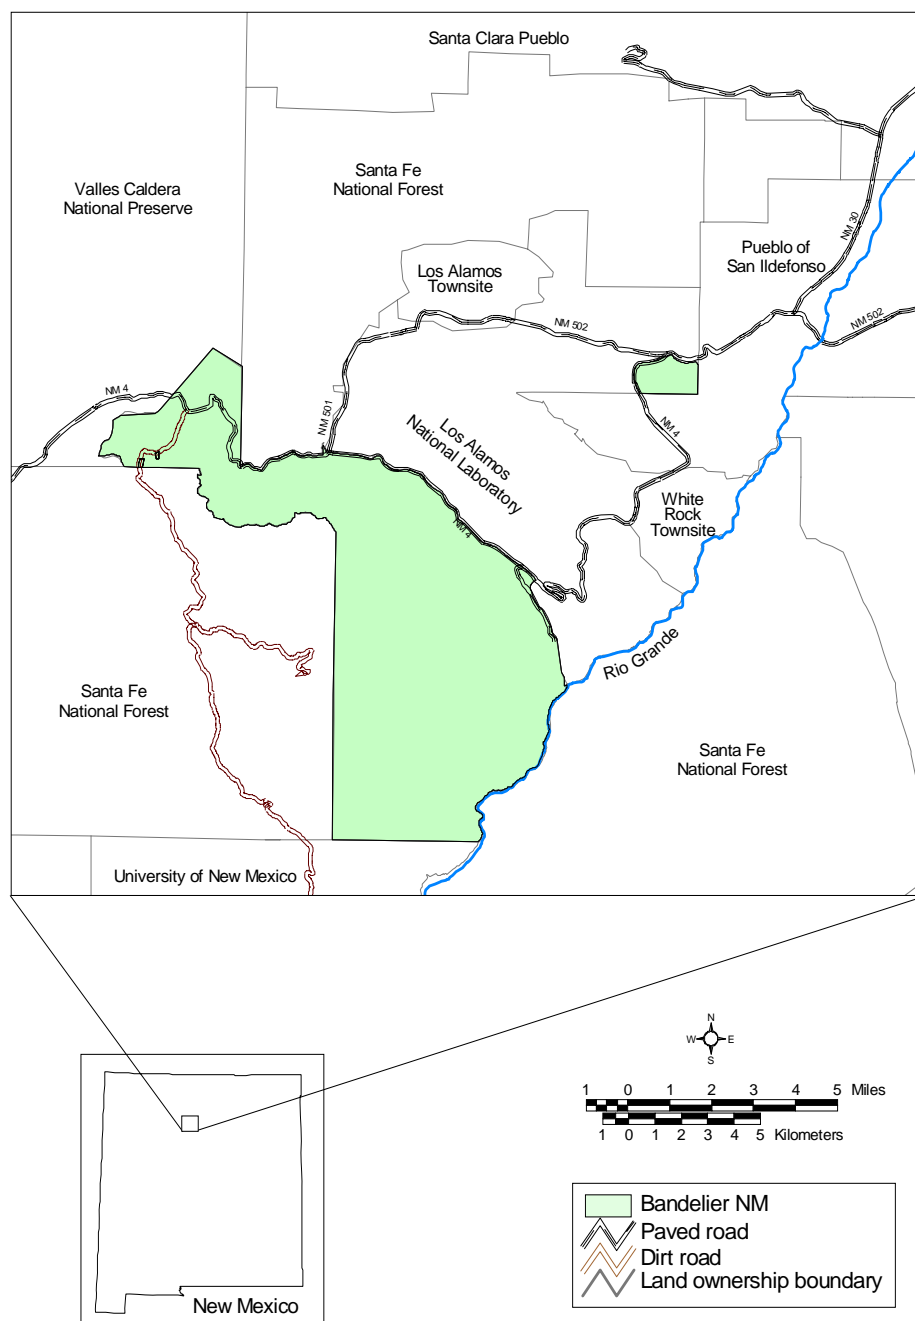 Santa Clara Pueblo
Santa Fe
National Forest
Valles Caldera
National Preserve
NM 30
Pueblo of
San Ildefonso
Los Alamos
Townsite
NM 502
NM 502
NM 4
NM 501
Los Alamos
National Laboratory
NM 4
White
Rock
Townsite
NM 4
Rio Grande
Santa Fe
National Forest
Santa Fe
National Forest
University of New Mexico
N
W E
S
1 0 1 2 3 4 5 Miles
1 0 1 2 3 4 5 Kilometers
Bandelier NM
Paved road
Dirt road
Land ownership boundary
New Mexico